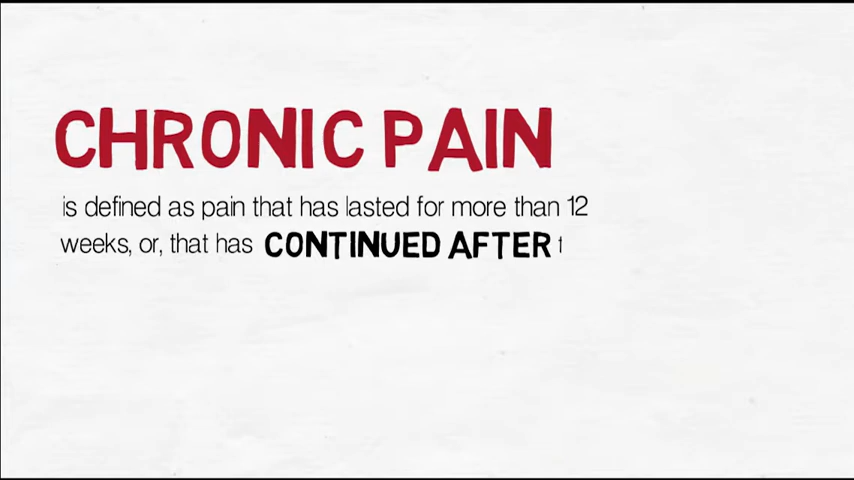 CHRONIC PAIN
is defined as pain that has lasted for more than 12
weeks, or, that has CONTINUED AFTER